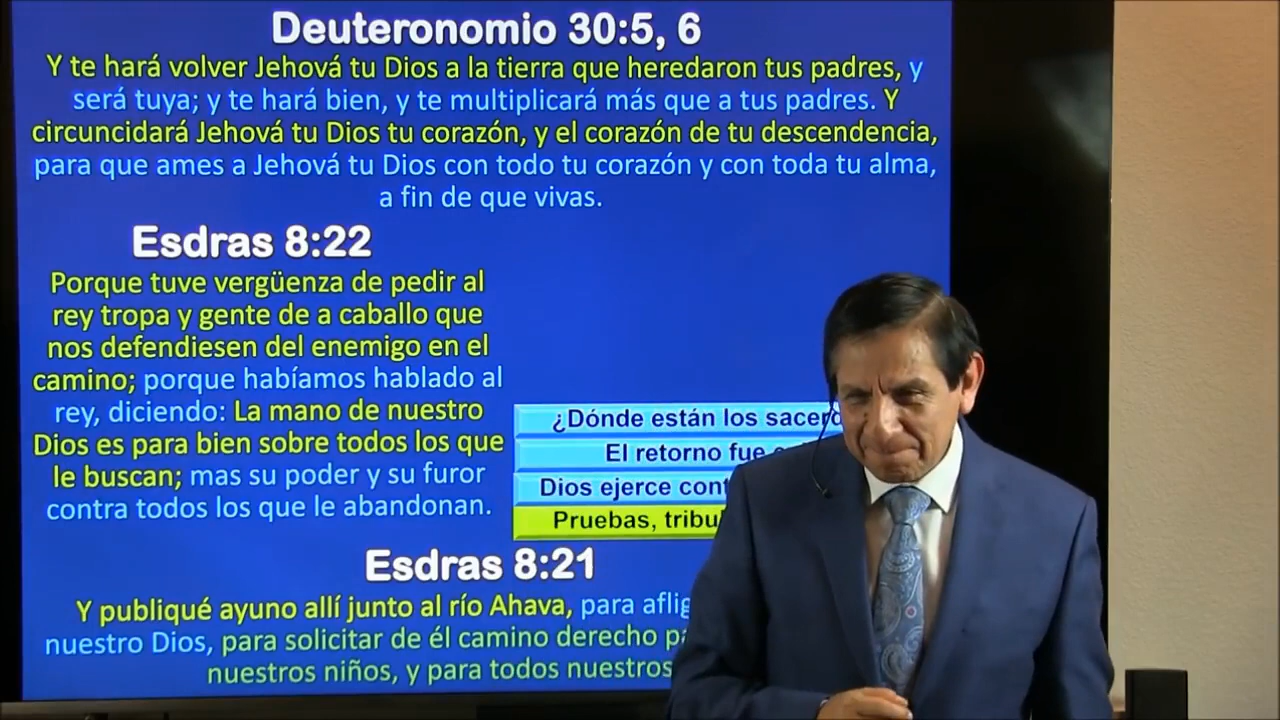 Deuteronomio 30:5, 6
Y te hará volver Jehová tu Dios a la tierra que heredaron tus padres, y
será tuya; y te hará bien, y te multiplicará más que a tus padres. Y
circuncidará Jehová tu Dios tu corazón, y el corazón de tu descendencia,
para que ames a Jehová tu Dios con todo tu corazón y con toda tu alma,
a fin de que vivas.
Esdras 8:22
Porque tuve vergüenza de pedir al
rey tropa y gente de a caballo que
nos defendiesen del enemigo en el
camino; porque habíamos hablado al
rey, diciendo: La mano de nuestro
Dios es para bien sobre todos los que
le buscan; mas su poder y su furor
contra todos los que le abandonan.
¿Dónde están los
El retorno fue
Dios ejerce
Pruebas,
Esdras 8:21
Y publiqué ayuno allí junto al río Ahava, para
nuestro Dios, para solicitar de él camino derecho
nuestros niños, y para todos nuestros